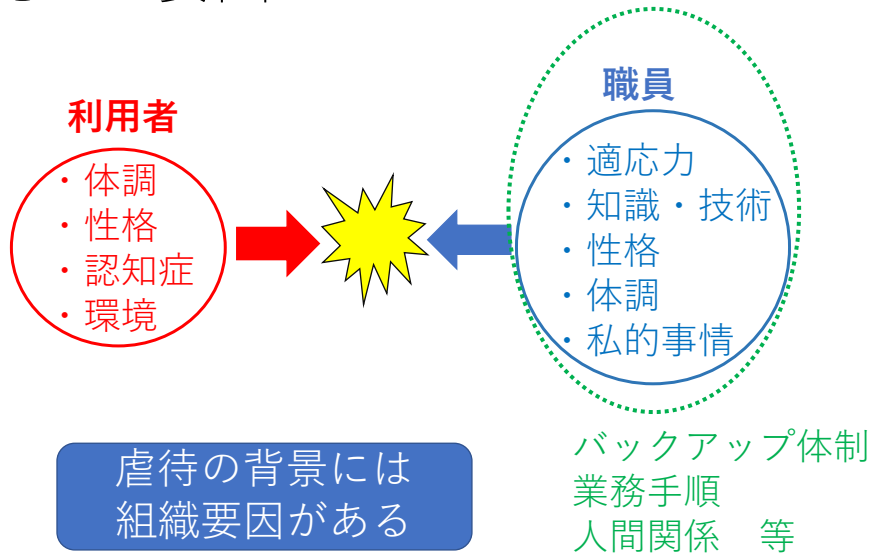 利用者
・体調
・性格
・認知症
・環境
職員
・適応力
・知識・技術
・性格
・体調
・私的事情
虐待の背景には
組織要因がある
バックアップ体制
業務手順
人間関係　等